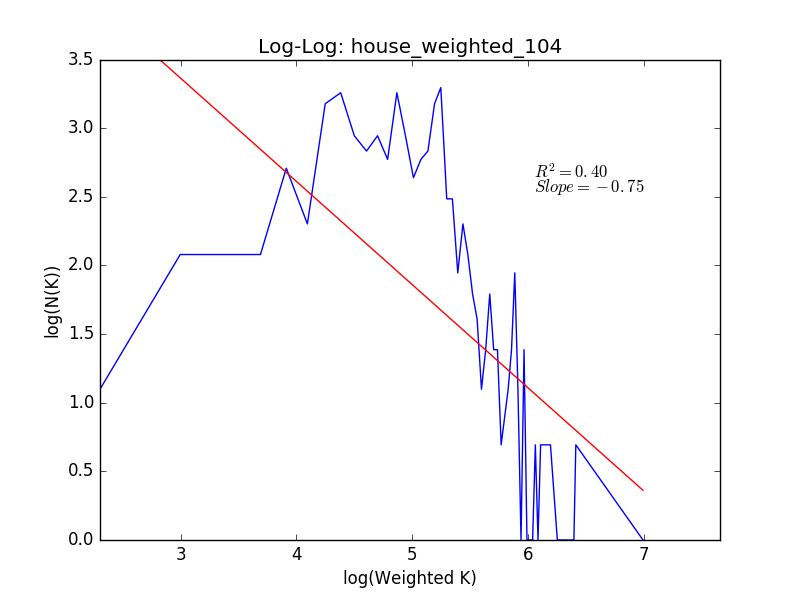 Log-Log: house_weighted_104
3.5
3.0
2.5
2.0
1.5
1.0
0.5
0.0
log(N(K))
R² = 0.40
Slope = −0.75
3 4 5 6 7
log(Weighted K)